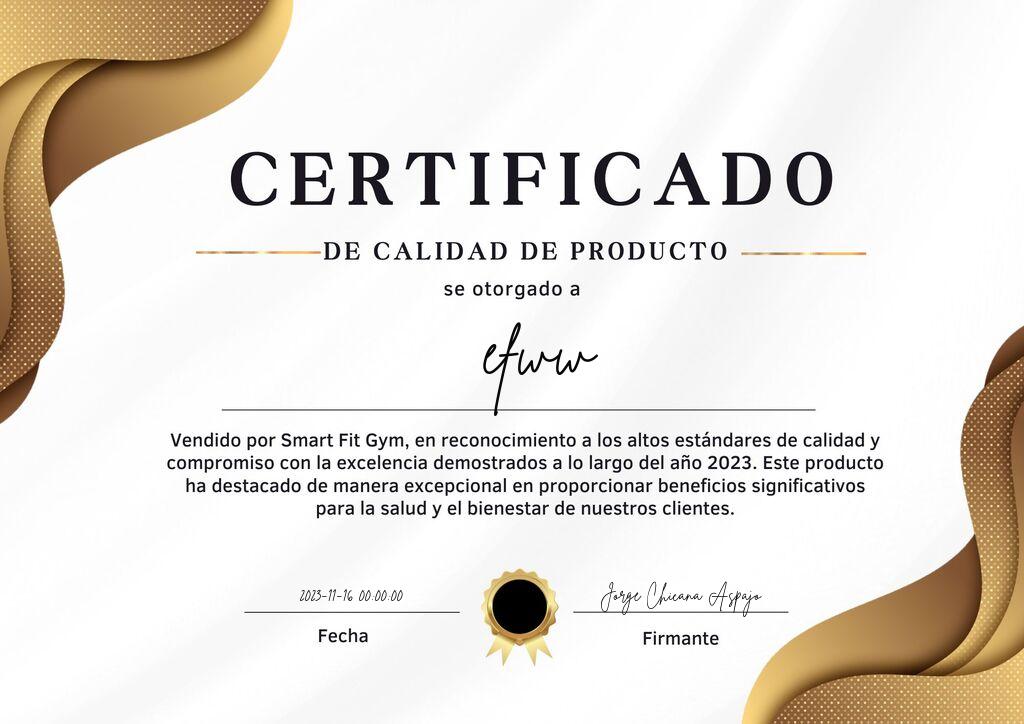 CERTIFICADO
DE CALIDAD DE PRODUCTO
se otorgado a
efww
Vendido por Smart Fit Gym, en reconocimiento a los altos estándares de calidad y
compromiso con la excelencia demostrados a lo largo del año 2023. Este producto
ha destacado de manera excepcional en proporcionar beneficios significativos
para la salud y el bienestar de nuestros clientes.
2023-11-16 00:00:00
Jorge Chicana Aspajo
Fecha
Firmante